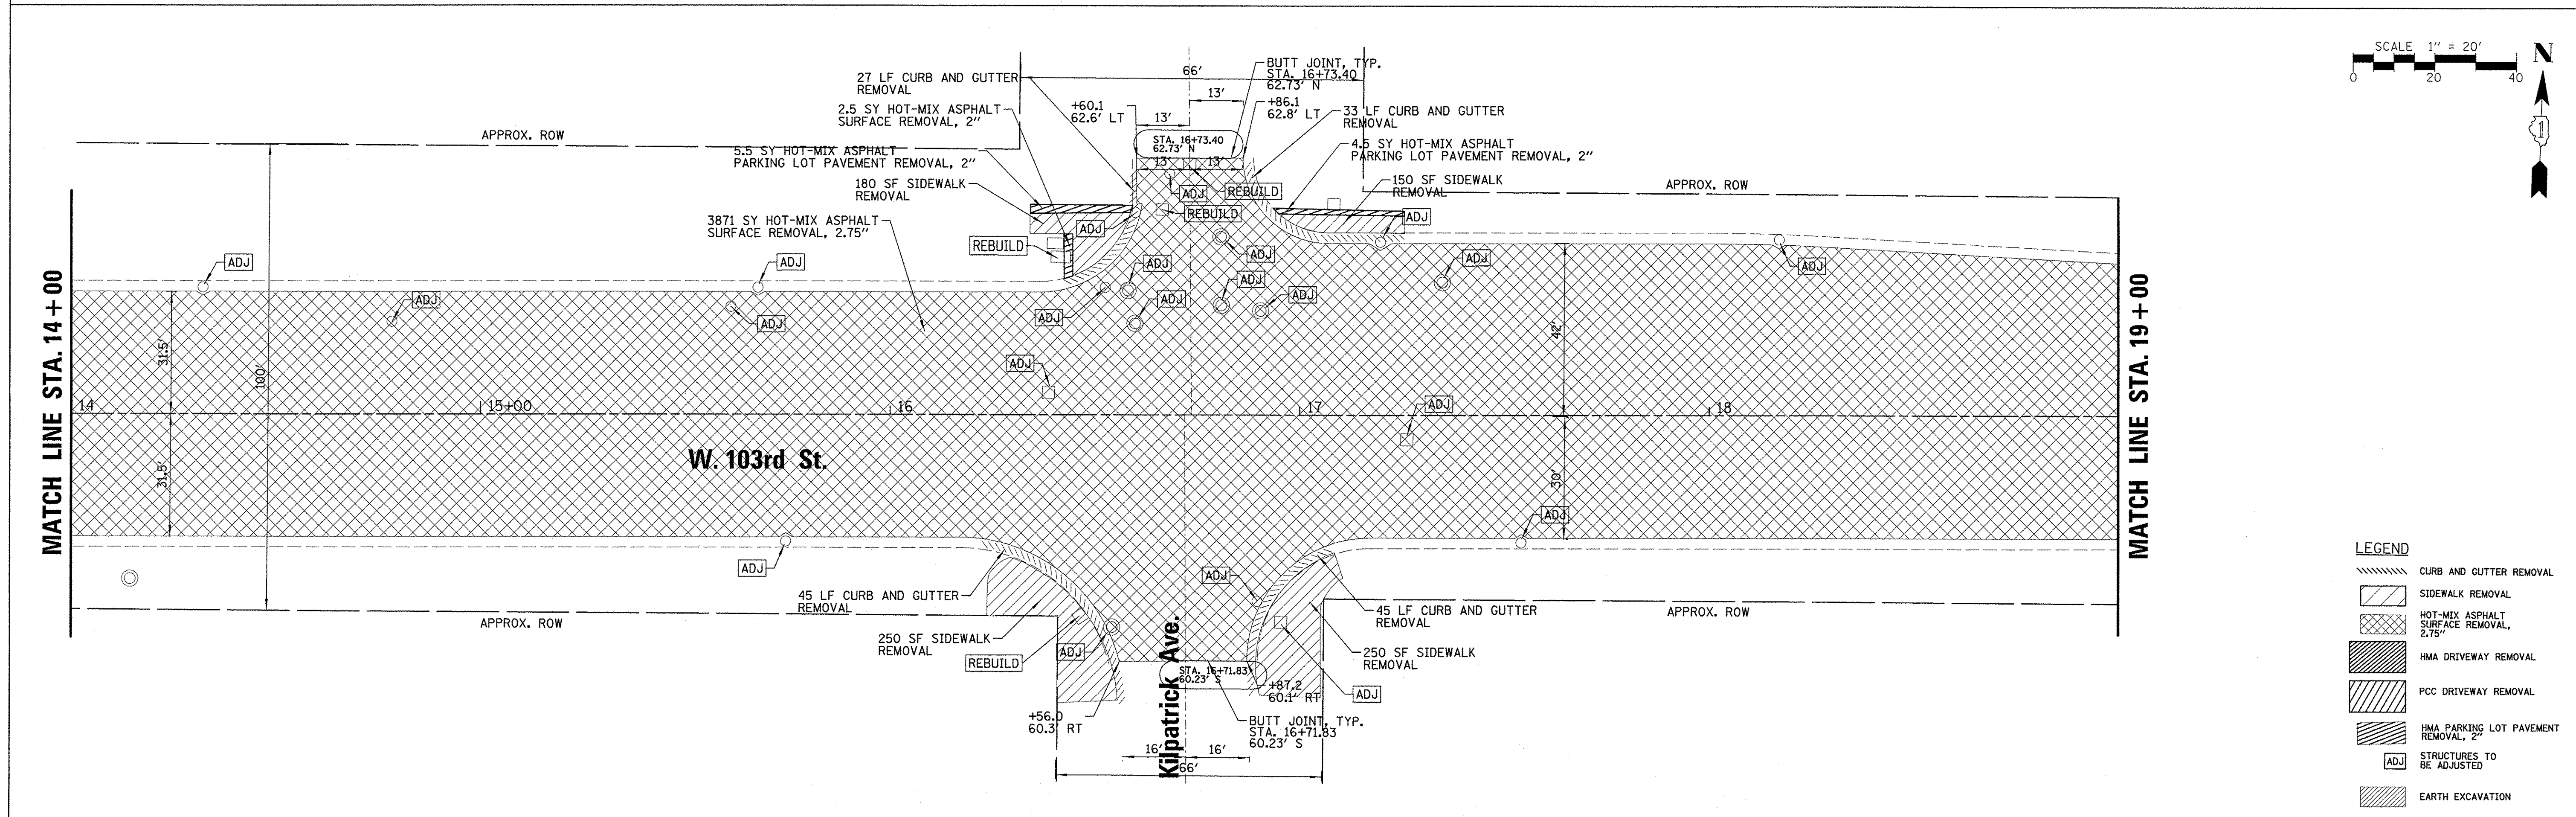 SCALE 1" = 20'
0 20 40
N
1
27 LF CURB AND GUTTER
REMOVAL
66'
BUTT JOINT, TYP.
STA. 16+73.40
62.73' N
13'
2.5 SY HOT-MIX ASPHALT
SURFACE REMOVAL, 2"
+60.1
62.6' LT
13'
+86.1
62.8' LT
33 LF CURB AND GUTTER
REMOVAL
APPROX. ROW
STA. 16+73.40
62.73' N
5.5 SY HOT-MIX ASPHALT
PARKING LOT PAVEMENT REMOVAL, 2"
13' 13'
4.5 SY HOT-MIX ASPHALT
PARKING LOT PAVEMENT REMOVAL, 2"
180 SF SIDEWALK
REMOVAL
ADJ
REBUILD
150 SF SIDEWALK
REMOVAL
APPROX. ROW
REBUILD
ADJ
3871 SY HOT-MIX ASPHALT
SURFACE REMOVAL, 2.75"
ADJ
REBUILD
ADJ
ADJ
ADJ
ADJ
ADJ
ADJ
ADJ
ADJ
ADJ
ADJ
ADJ
ADJ
ADJ
MATCH LINE STA. 14+00
31.5'
100'
42'
MATCH LINE STA. 19+00
ADJ
14 15+00 16 17 18
ADJ
W. 103rd St.
31.5'
30'
ADJ
ADJ
ADJ
45 LF CURB AND GUTTER
REMOVAL
45 LF CURB AND GUTTER
REMOVAL
APPROX. ROW
APPROX. ROW
250 SF SIDEWALK
REMOVAL
REBUILD
ADJ
Kilpatrick Ave.
250 SF SIDEWALK
REMOVAL
STA. 16+71.83
60.23' S
+87.2
60.1' RT
ADJ
+56.0
60.3' RT
BUTT JOINT, TYP.
STA. 16+71.83
60.23' S
16' 16'
66'
LEGEND
CURB AND GUTTER REMOVAL
SIDEWALK REMOVAL
HOT-MIX ASPHALT
SURFACE REMOVAL,
2.75"
HMA DRIVEWAY REMOVAL
PCC DRIVEWAY REMOVAL
HMA PARKING LOT PAVEMENT
REMOVAL, 2"
ADJ STRUCTURES TO
BE ADJUSTED
EARTH EXCAVATION